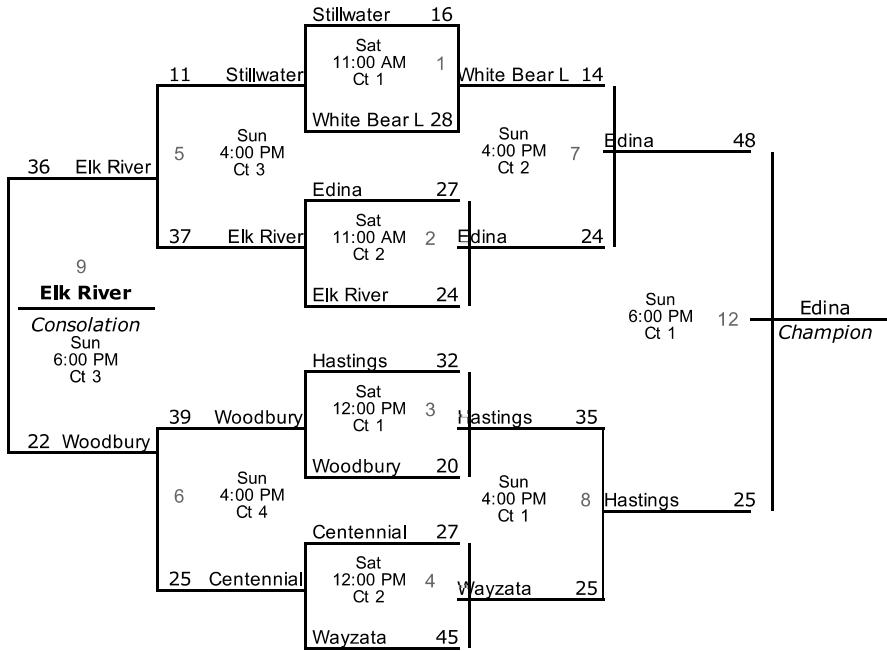 Stillwater 16
Sat
11:00 AM 1
Ct 1
11 Stillwater
White Bear L 14
White Bear L 28
Sun
4:00 PM
Ct 3
5
Sun
4:00 PM
Ct 2
7
Edina 48
36 Elk River
Edina 27
Sat
11:00 AM 2
Ct 2
37 Elk River
Edina 24
Elk River 24
9
Elk River
Consolation
Sun
6:00 PM
Ct 3
Sun
6:00 PM
Ct 1
12
Edina
Champion
Hastings 32
Sat
12:00 PM 3
Ct 1
39 Woodbury
Hastings 35
22 Woodbury
Woodbury 20
Sun
4:00 PM
Ct 4
6
Sun
4:00 PM
Ct 1
8
Hastings 25
Centennial 27
Sat
12:00 PM 4
Ct 2
25 Centennial
Wayzata 25
Wayzata 45